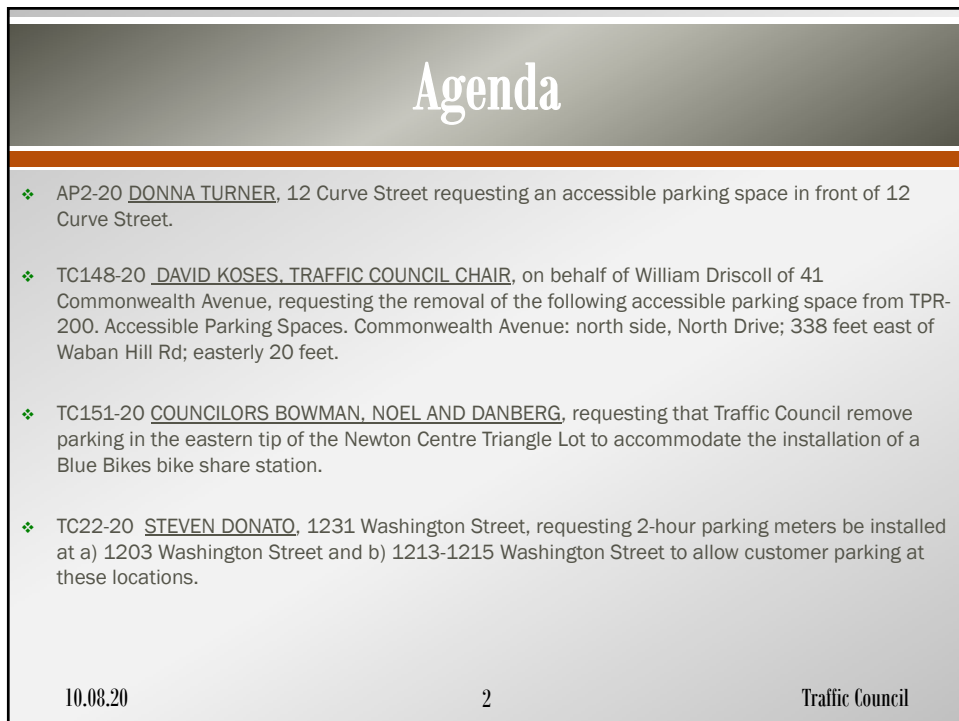 Agenda
❖ AP2-20 DONNA TURNER, 12 Curve Street requesting an accessible parking space in front of 12
Curve Street.
❖ TC148-20 DAVID KOSES, TRAFFIC COUNCIL CHAIR, on behalf of William Driscoll of 41
Commonwealth Avenue, requesting the removal of the following accessible parking space from TPR-
200. Accessible Parking Spaces. Commonwealth Avenue: north side, North Drive; 338 feet east of
Waban Hill Rd; easterly 20 feet.
❖ TC151-20 COUNCILORS BOWMAN, NOEL AND DANBERG, requesting that Traffic Council remove
parking in the eastern tip of the Newton Centre Triangle Lot to accommodate the installation of a
Blue Bikes bike share station.
❖ TC22-20 STEVEN DONATO, 1231 Washington Street, requesting 2-hour parking meters be installed
at a) 1203 Washington Street and b) 1213-1215 Washington Street to allow customer parking at
these locations.
10.08.20 2 Traffic Council